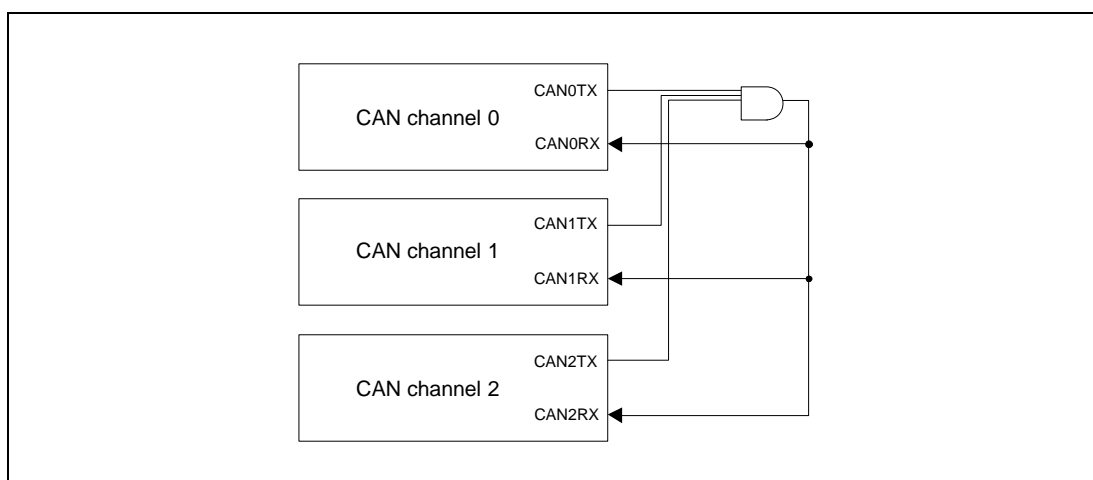 CAN channel 0
CAN0TX
CAN0RX
CAN channel 1
CAN1TX
CAN1RX
CAN channel 2
CAN2TX
CAN2RX